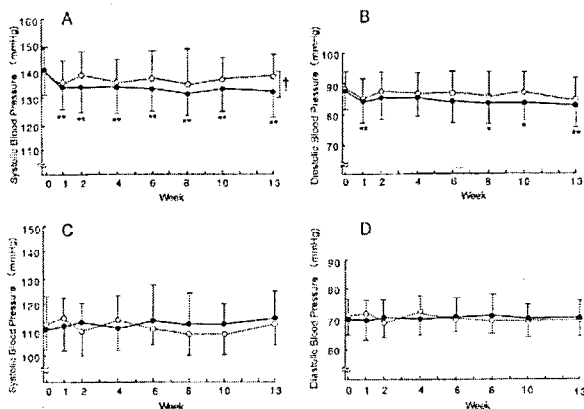 A
Systolic Blood Pressure (mmHg)
160
150
140
130
120
110
0 1 2 4 6 8 10 13
Week
** ** ** ** ** ** **
†
B
Diastolic Blood Pressure (mmHg)
100
90
80
70
0 1 2 4 6 8 10 13
Week
** * * **
C
Systolic Blood Pressure (mmHg)
150
140
130
120
110
100
0 1 2 4 6 8 10 13
Week
D
Diastolic Blood Pressure (mmHg)
90
80
70
60
0 1 2 4 6 8 10 13
Week